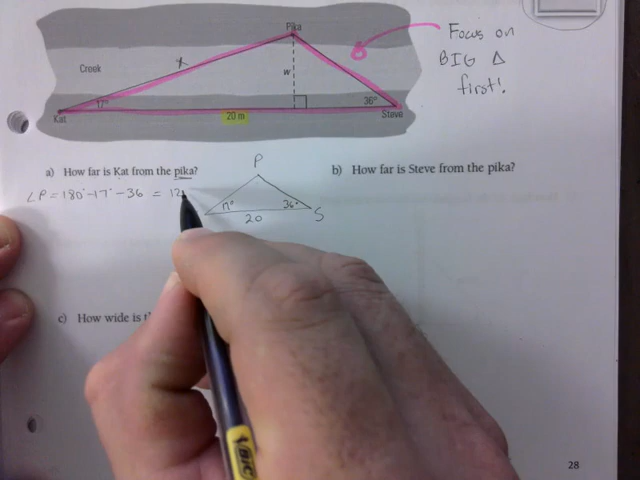 Pika
Focus on
BIG Δ
first!
Creek
x
w
17°
36°
Kat
20 m
Steve
a) How far is Kat from the pika?
b) How far is Steve from the pika?
P
∠P = 180° - 17° - 36 = 12
17°
36°
S
20
c) How wide is
28
BIC